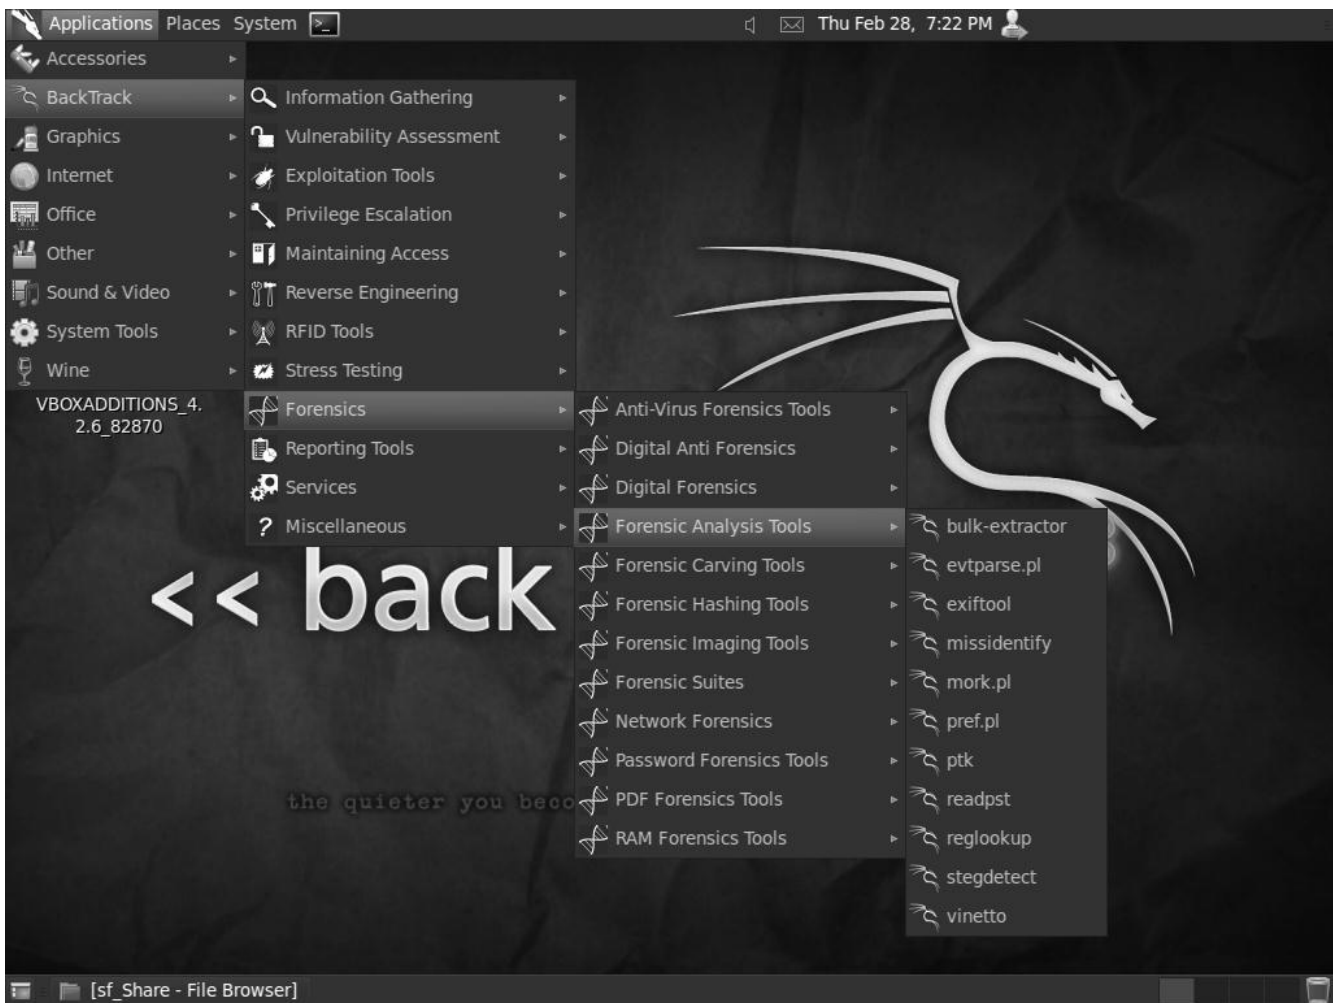 Applications Places System Thu Feb 28, 7:22 PM
Accessories
BackTrack
Graphics
Internet
Office
Other
Sound & Video
System Tools
Wine
VBOXADDITIONS_4.
2.6_82870
Information Gathering
Vulnerability Assessment
Exploitation Tools
Privilege Escalation
Maintaining Access
Reverse Engineering
RFID Tools
Stress Testing
Forensics
Reporting Tools
Services
Miscellaneous
Anti-Virus Forensics Tools
Digital Anti Forensics
Digital Forensics
Forensic Analysis Tools
Forensic Carving Tools
Forensic Hashing Tools
Forensic Imaging Tools
Forensic Suites
Network Forensics
Password Forensics Tools
PDF Forensics Tools
RAM Forensics Tools
bulk-extractor
evtparse.pl
exiftool
missidentify
mork.pl
pref.pl
ptk
readpst
reglookup
stegdetect
vinetto
<< back
the quieter you beco
[sf_Share - File Browser]